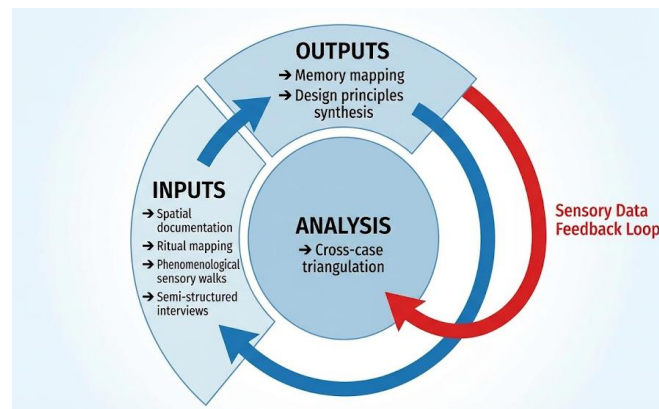 OUTPUTS
→ Memory mapping
→ Design principles
synthesis
INPUTS
→ Spatial
documentation
→ Ritual mapping
→ Phenomenological
sensory walks
→ Semi-structured
interviews
ANALYSIS
→ Cross-case
triangulation
Sensory Data
Feedback Loop